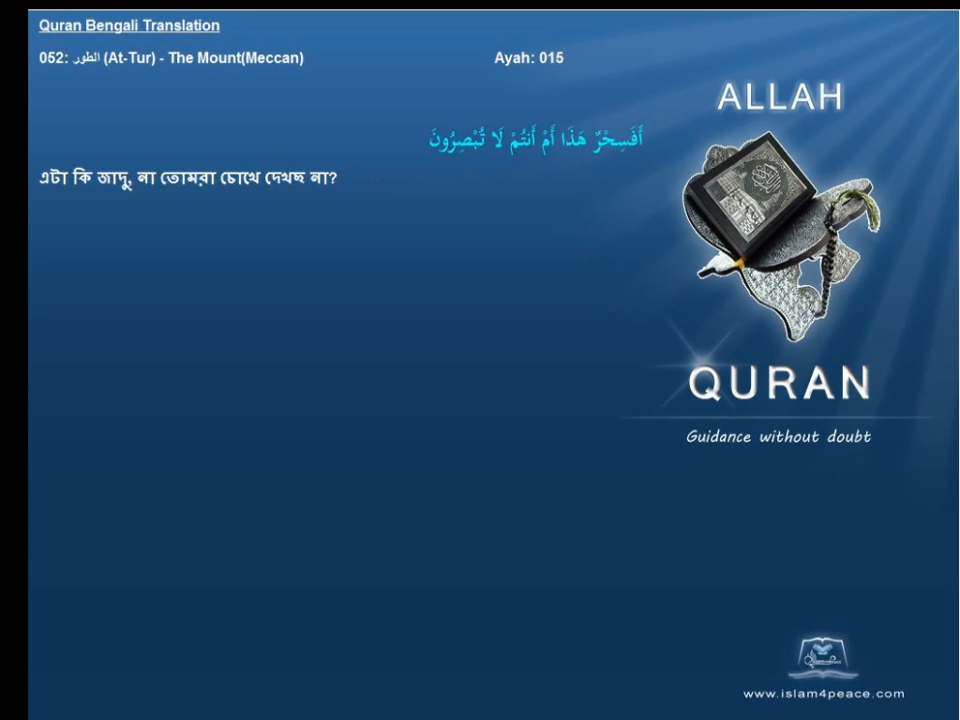 Quran Bengali Translation
052: الطور (At-Tur) - The Mount(Meccan) Ayah: 015
ALLAH
أَفَسِحْرٌ هَٰذَا أَمْ أَنتُمْ لَا تُبْصِرُونَ
এটা কি জাদু, না তোমরা চোখে দেখছ না?
QURAN
Guidance without doubt
www.islam4peace.com